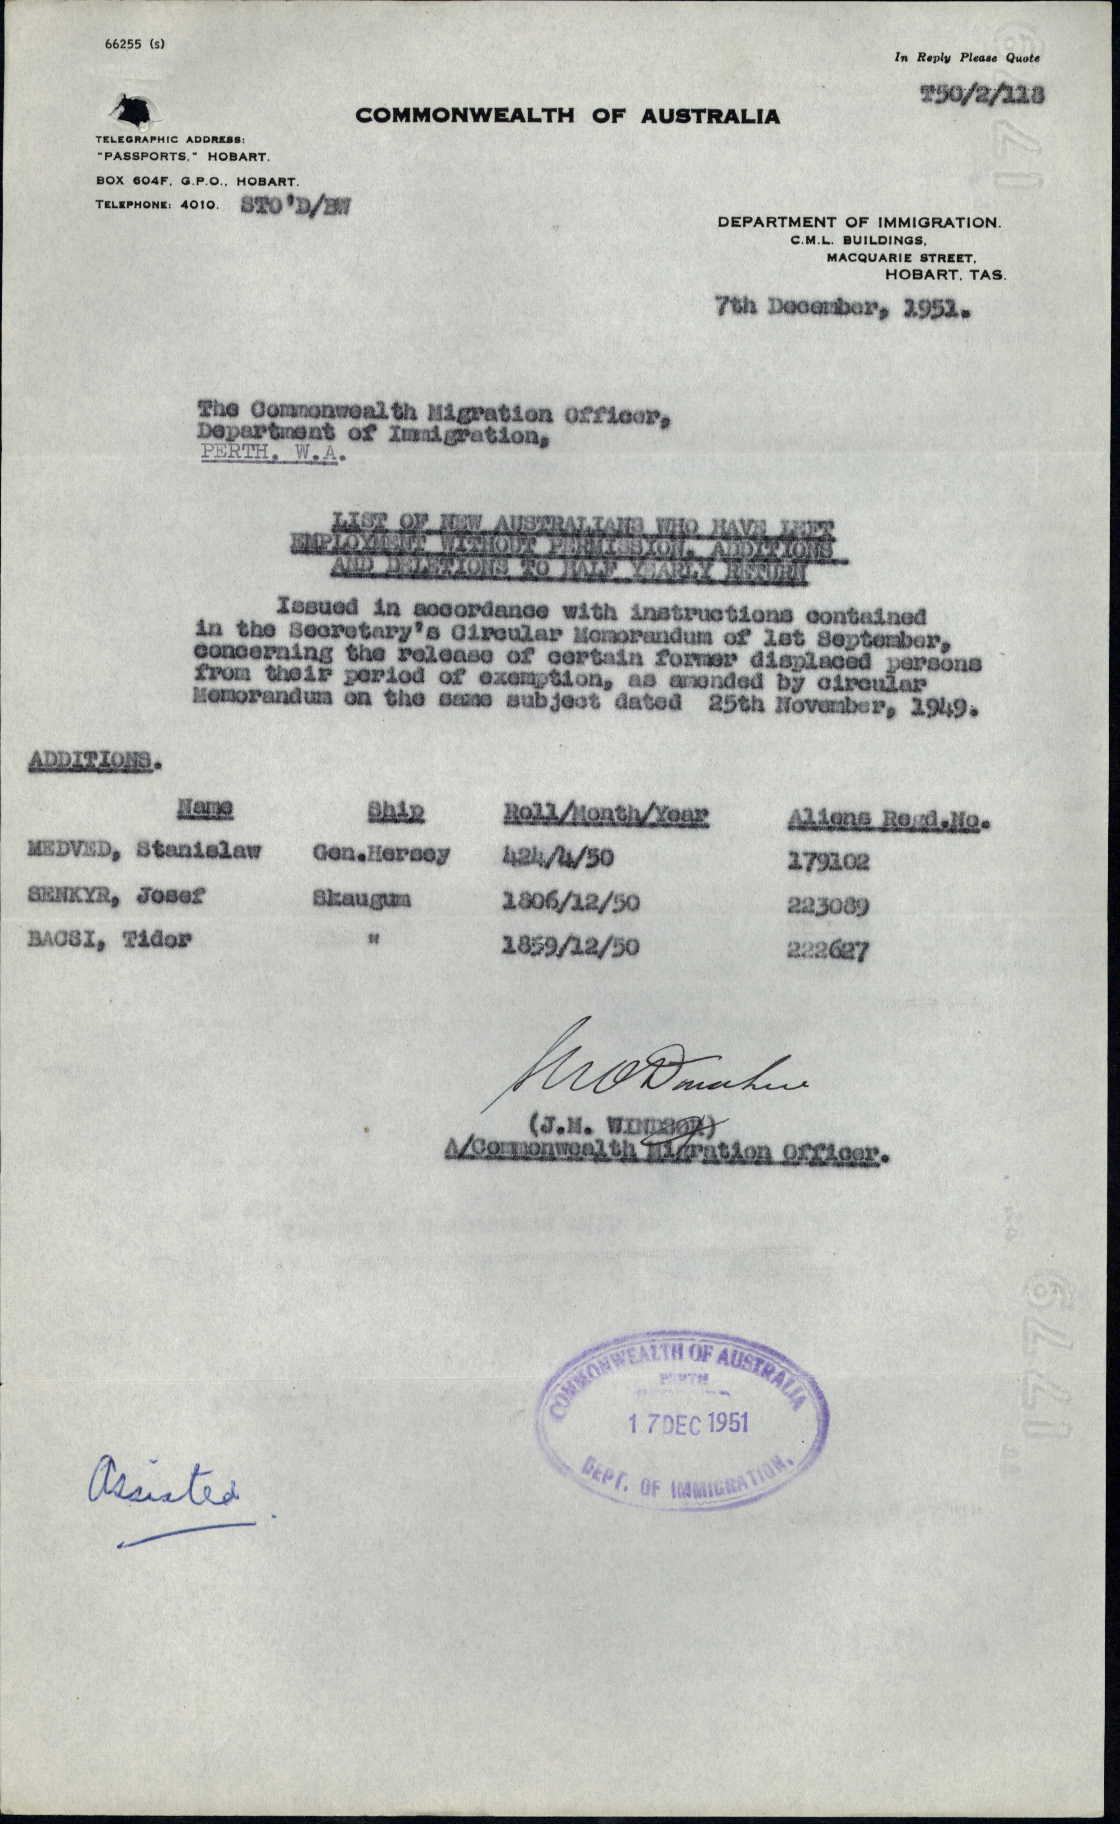 66255 (s)
In Reply Please Quote
T50/2/118
COMMONWEALTH OF AUSTRALIA
TELEGRAPHIC ADDRESS:
"PASSPORTS," HOBART.
BOX 604F, G.P.O., HOBART.
TELEPHONE: 4010. STO'D/BW
DEPARTMENT OF IMMIGRATION.
C.M.L. BUILDINGS,
MACQUARIE STREET,
HOBART, TAS.
7th December, 1951.
The Commonwealth Migration Officer,
Department of Immigration,
PERTH. W.A.
LIST OF NEW AUSTRALIANS WHO HAVE LEFT
EMPLOYMENT WITHOUT PERMISSION. ADDITIONS
AND DELETIONS TO HALF YEARLY RETURN
Issued in accordance with instructions contained
in the Secretary's Circular Memorandum of 1st September,
concerning the release of certain former displaced persons
from their period of exemption, as amended by circular
Memorandum on the same subject dated 25th November, 1949.
ADDITIONS.
Name Ship Roll/Month/Year Aliens Regd.No.
MEDVED, Stanislaw Gen.Hersey 424/4/50 179102
SENKYR, Josef Skaugum 1806/12/50 223089
BACSI, Tidor " 1859/12/50 222627
(J.M. WINDSOR)
A/Commonwealth Migration Officer.
COMMONWEALTH OF AUSTRALIA
PERTH
17 DEC 1951
DEPT. OF IMMIGRATION.
Assisted